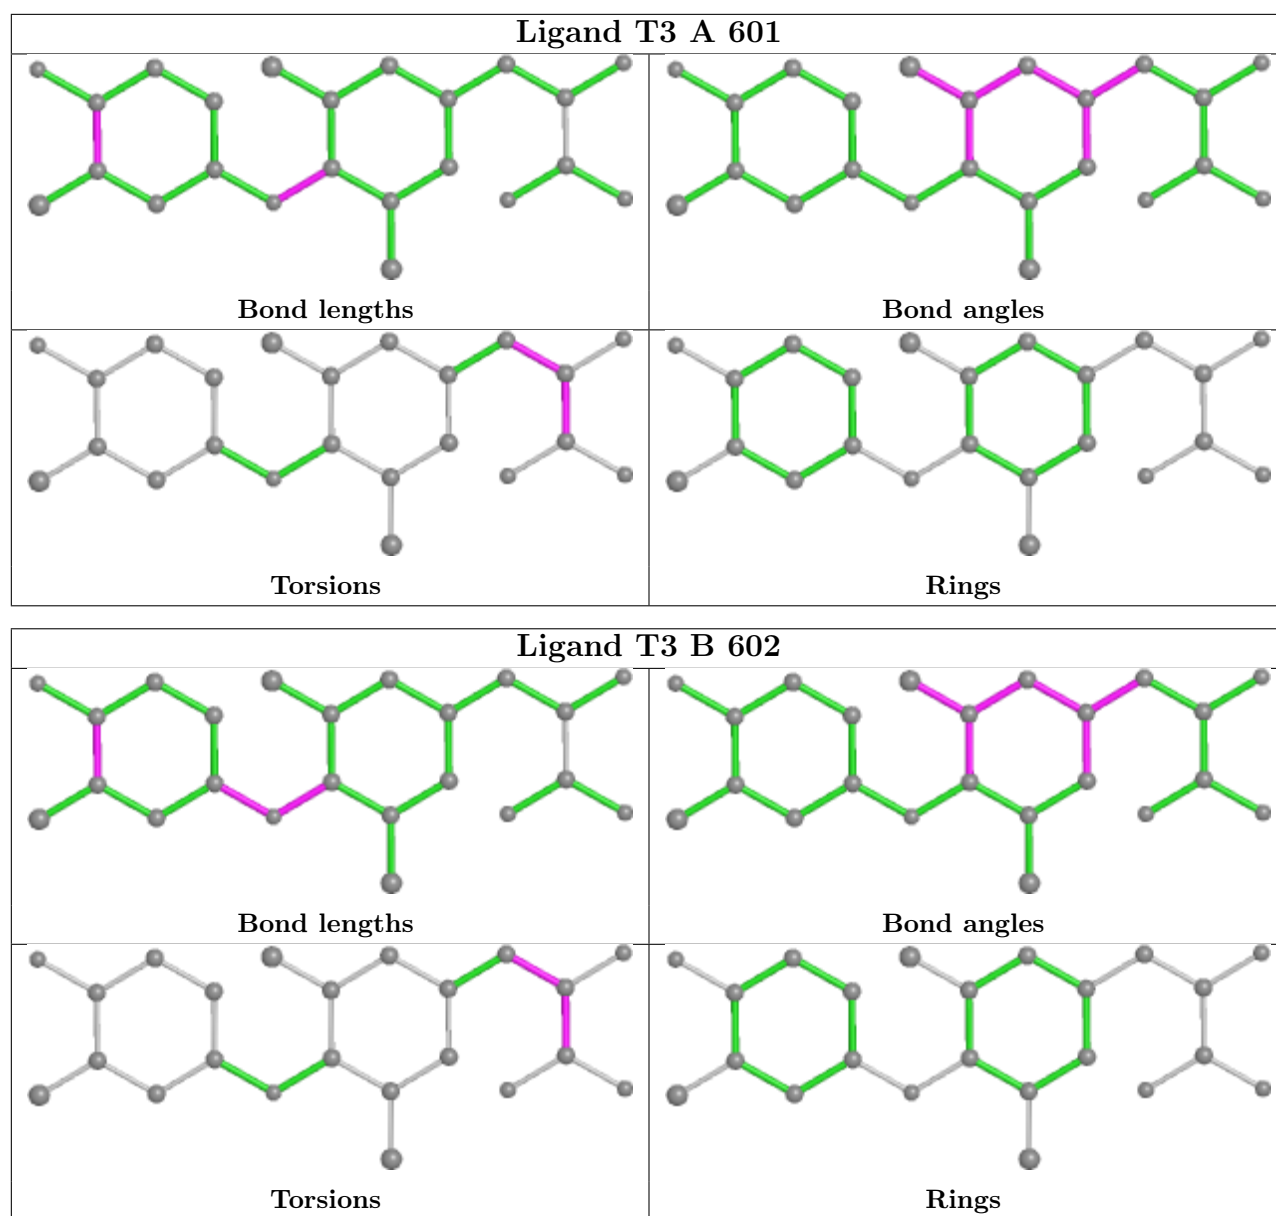 Ligand T3 A 601
Bond lengths
Bond angles
Torsions
Rings
Ligand T3 B 602
Bond lengths
Bond angles
Torsions
Rings